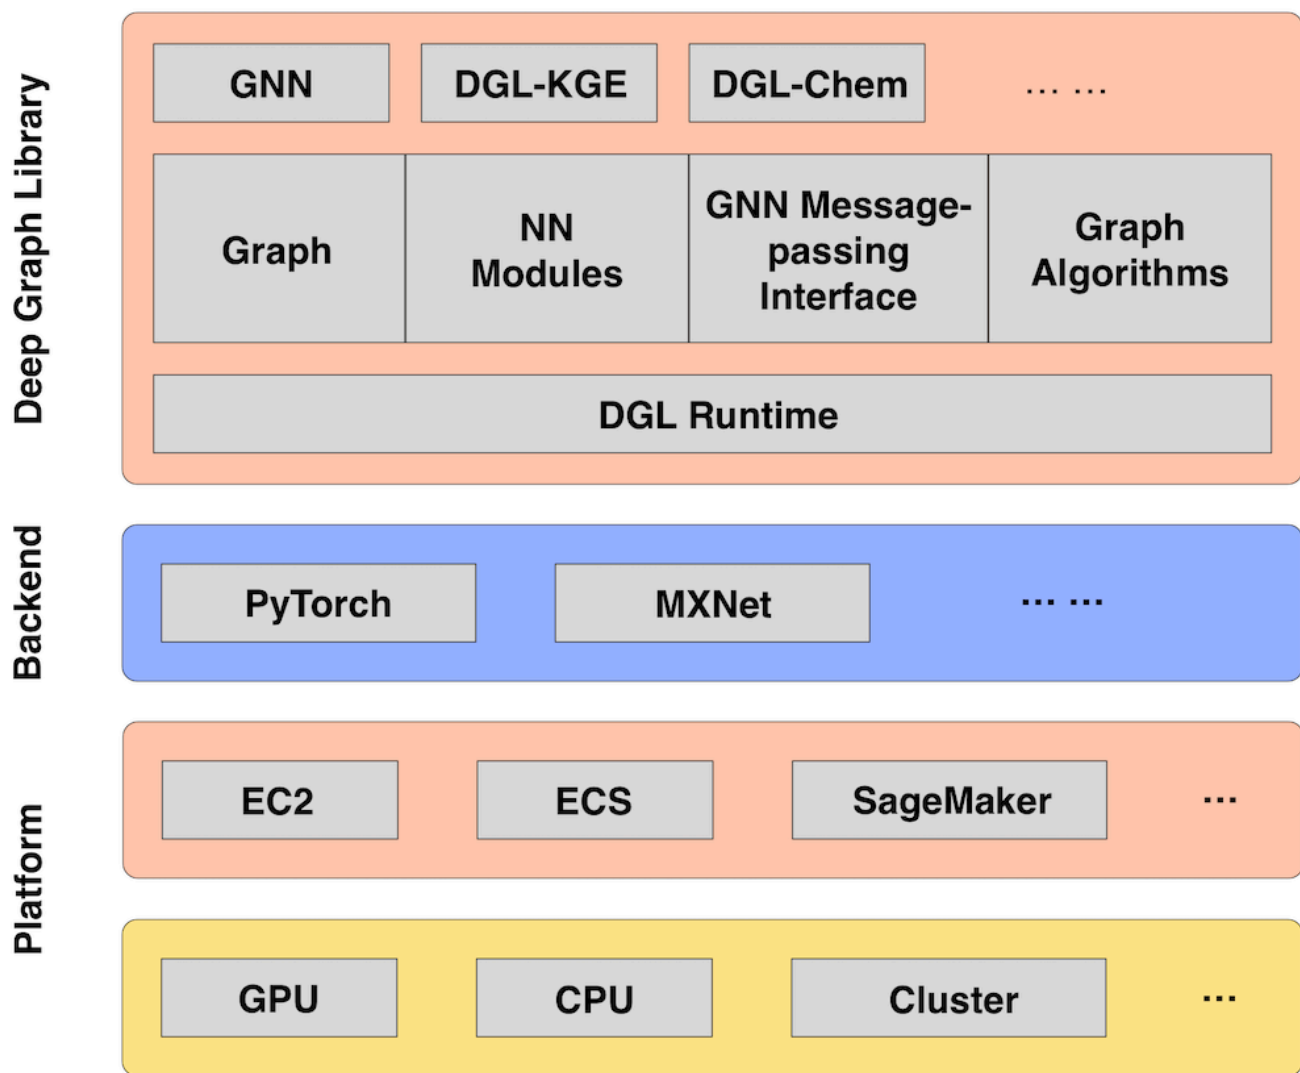 Deep Graph Library
GNN
DGL-KGE
DGL-Chem
... ...
Graph
NN
Modules
GNN Message-
passing
Interface
Graph
Algorithms
DGL Runtime
Backend
PyTorch
MXNet
... ...
Platform
EC2
ECS
SageMaker
...
GPU
CPU
Cluster
...